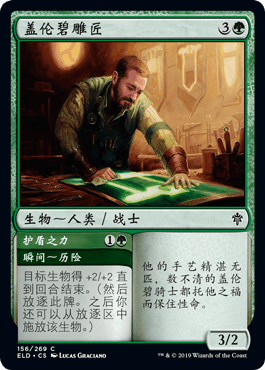 盖伦碧雕匠 3
生物～人类 / 战士
护盾之力 1
瞬间～历险
目标生物得+2/+2直
到回合结束。（然后
放逐此牌。之后你
还可以从放逐区中
施放该生物。）
他的手艺精湛无
匹，数不清的盖伦
碧骑士都托他之福
而保住性命。
3/2
156/269 C
ELD • CS LUCAS GRACIANO
™ & © 2019 Wizards of the Coast